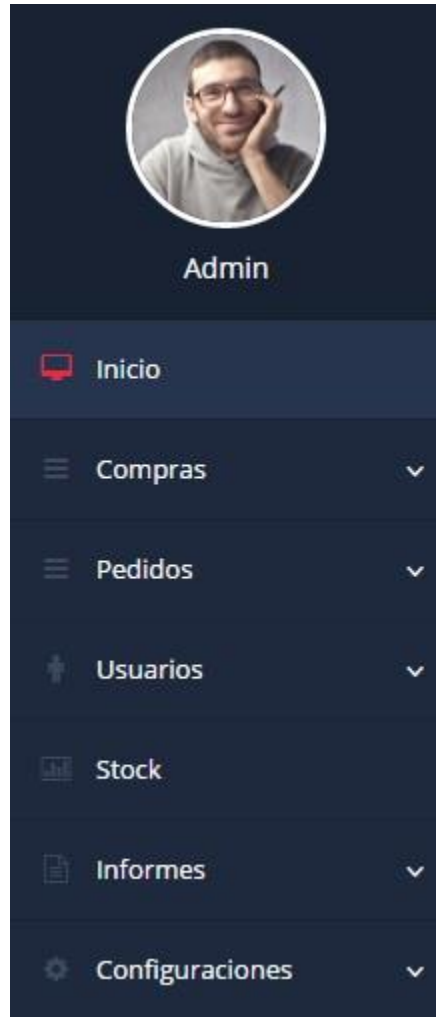 Admin
Inicio
Compras
Pedidos
Usuarios
Stock
Informes
Configuraciones